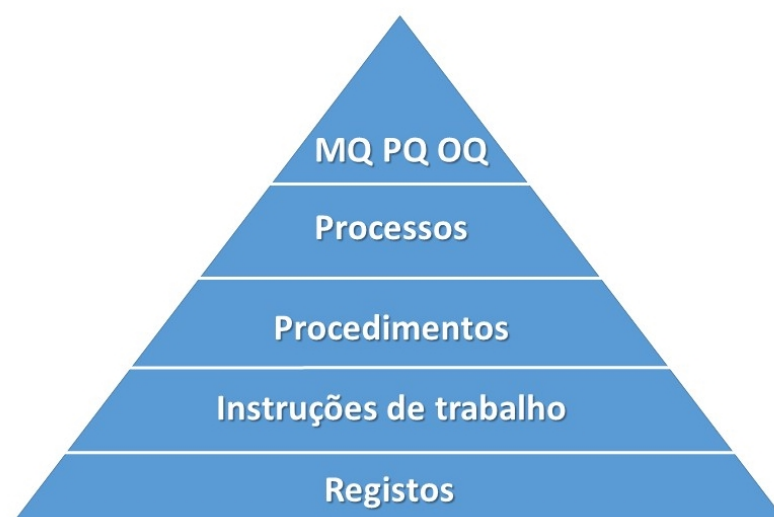 MQ PQ OQ
Processos
Procedimentos
Instruções de trabalho
Registos